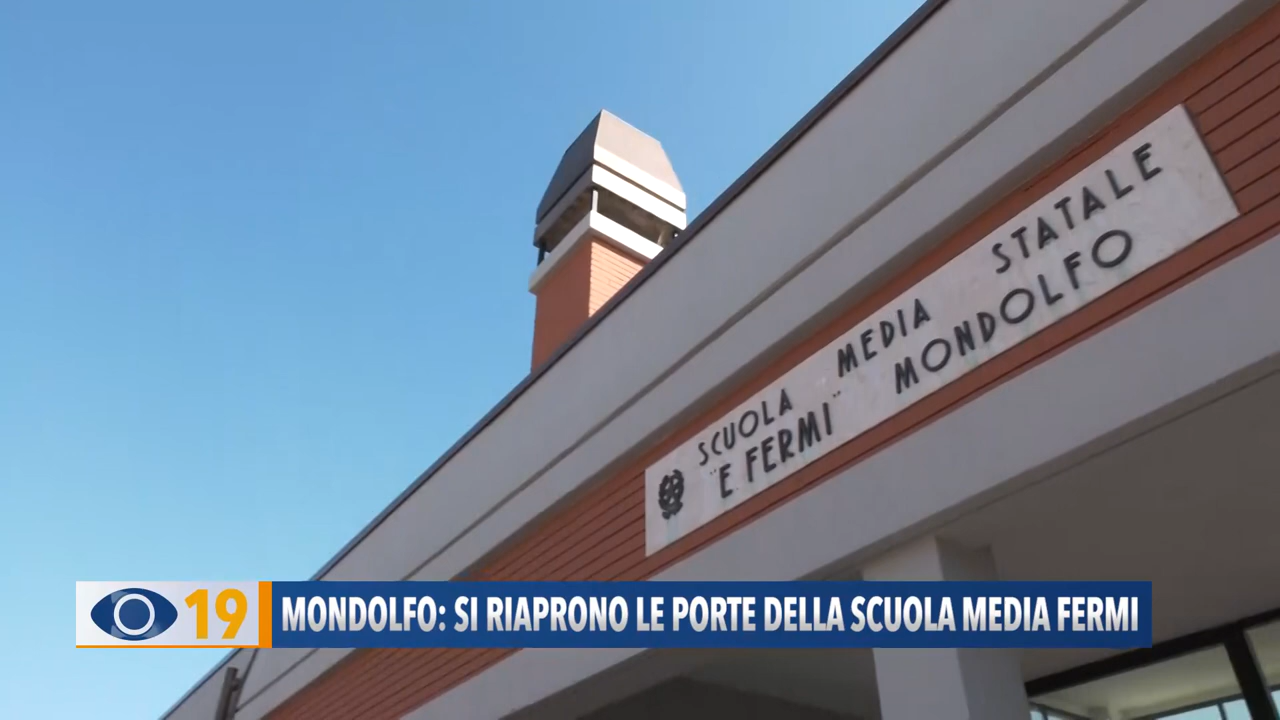 SCUOLA MEDIA STATALE
"E FERMI" MONDOLFO
19 MONDOLFO: SI RIAPRONO LE PORTE DELLA SCUOLA MEDIA FERMI